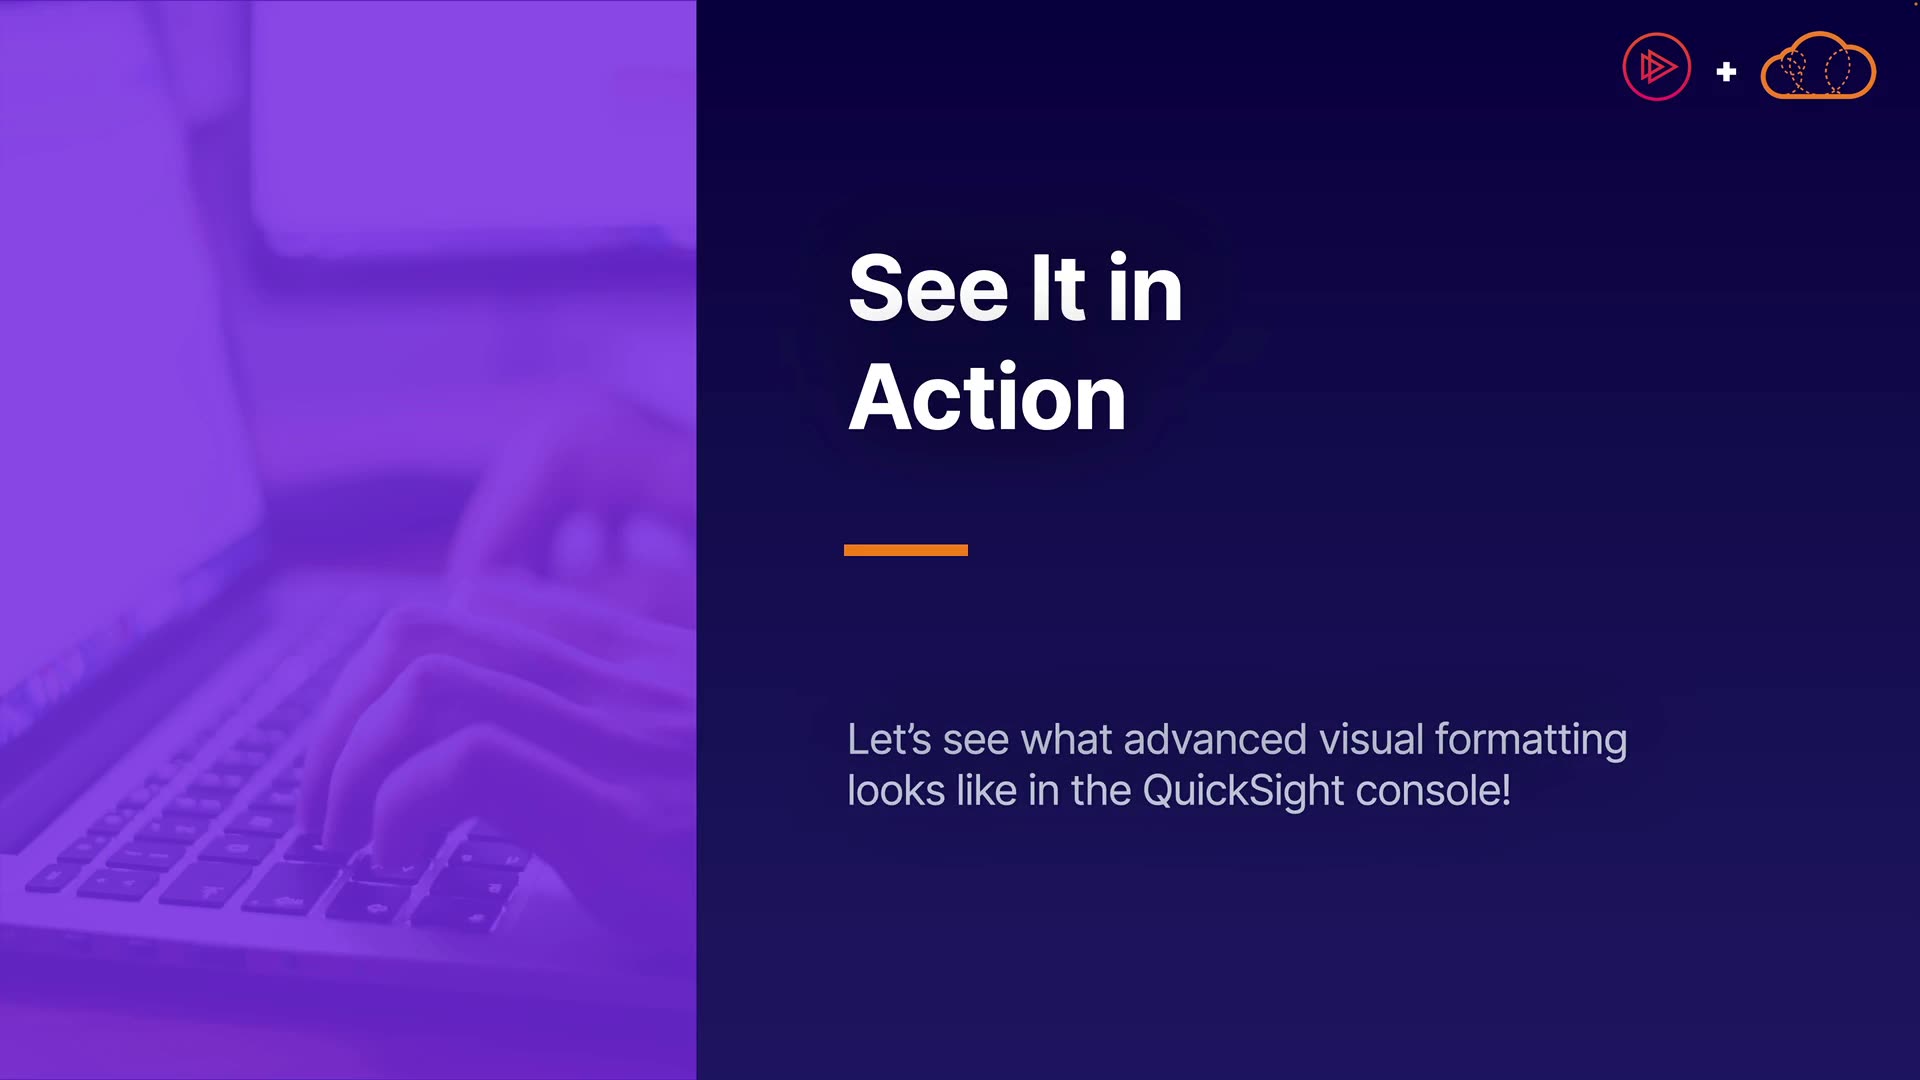 See It in
Action
Let’s see what advanced visual formatting
looks like in the QuickSight console!